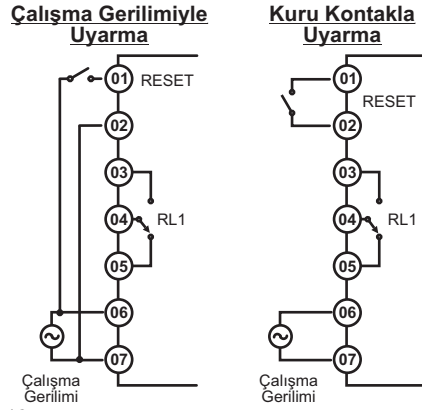 Çalışma Gerilimiyle
Uyarma
01
RESET
02
03
04
RL1
05
06
07
Çalışma
Gerilimi
Kuru Kontakla
Uyarma
01
RESET
02
03
04
RL1
05
06
07
Çalışma
Gerilimi